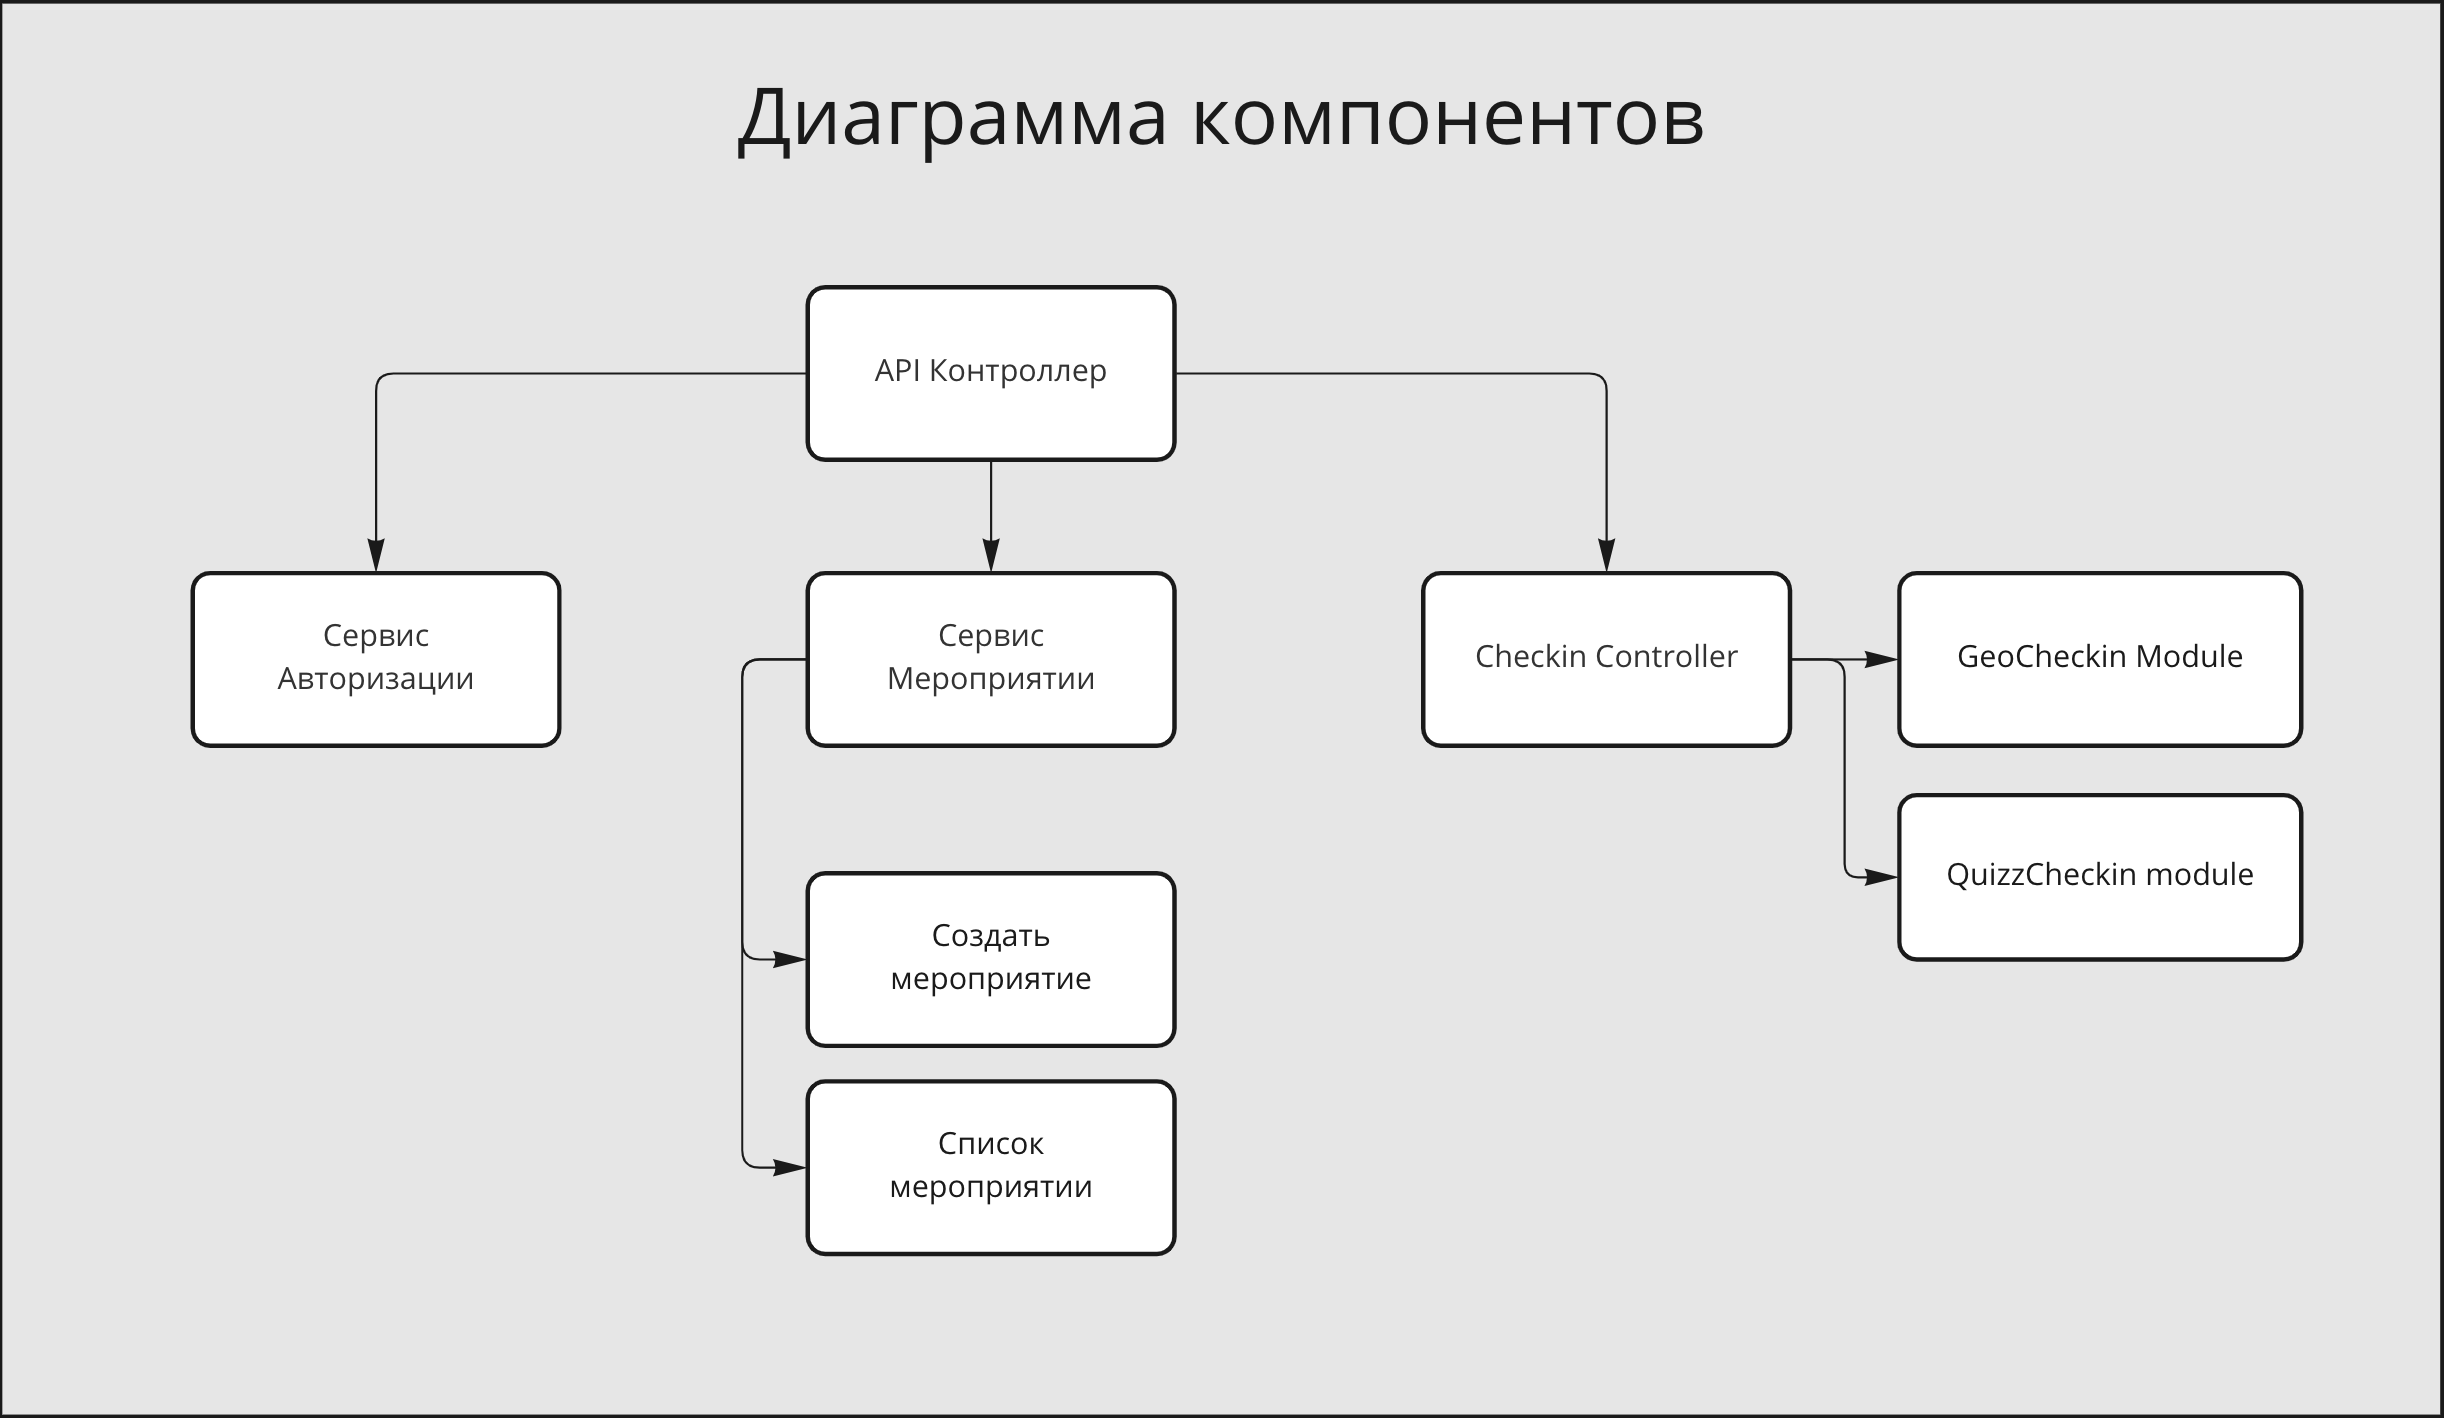 Диаграмма компонентов
API Контроллер
Сервис
Авторизации
Сервис
Мероприятии
Checkin Controller
GeoCheckin Module
QuizzCheckin module
Создать
мероприятие
Список
мероприятии